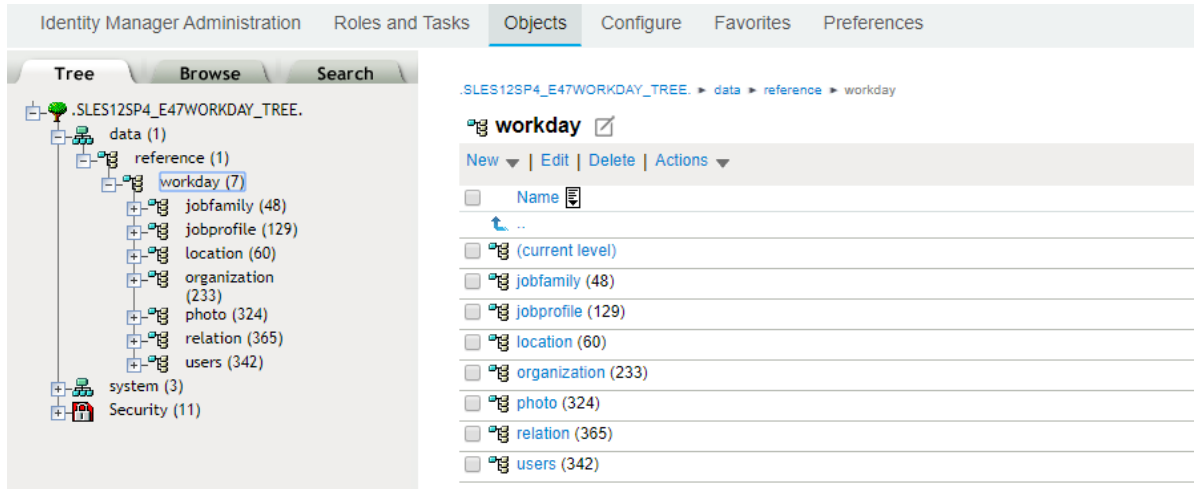 Identity Manager Administration Roles and Tasks Objects Configure Favorites Preferences
Tree Browse Search
.SLES12SP4_E47WORKDAY_TREE.
data (1)
reference (1)
workday (7)
jobfamily (48)
jobprofile (129)
location (60)
organization
(233)
photo (324)
relation (365)
users (342)
system (3)
Security (11)
.SLES12SP4_E47WORKDAY_TREE. ▸ data ▸ reference ▸ workday
workday
New | Edit | Delete | Actions
Name
..
(current level)
jobfamily (48)
jobprofile (129)
location (60)
organization (233)
photo (324)
relation (365)
users (342)